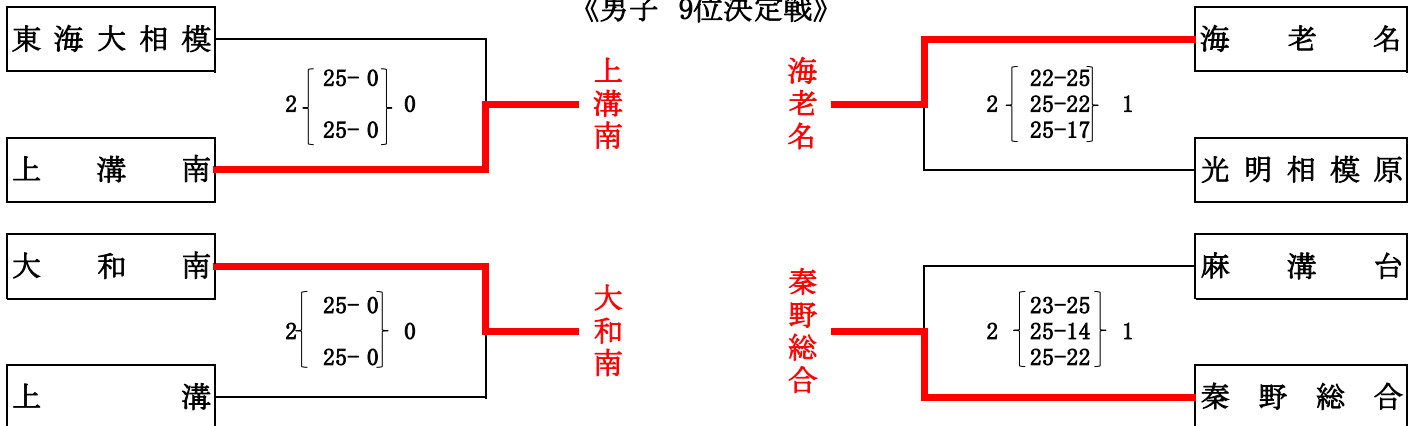 《男子 9位決定戦》
東海大相模
2 25-0 25-0 0
上溝南
上溝南
大和南
2 25-0 25-0 0
上溝
大和南
海老名
2 22-25 25-22 25-17 1
光明相模原
海老名
麻溝台
2 23-25 25-14 25-22 1
秦野総合
秦野総合